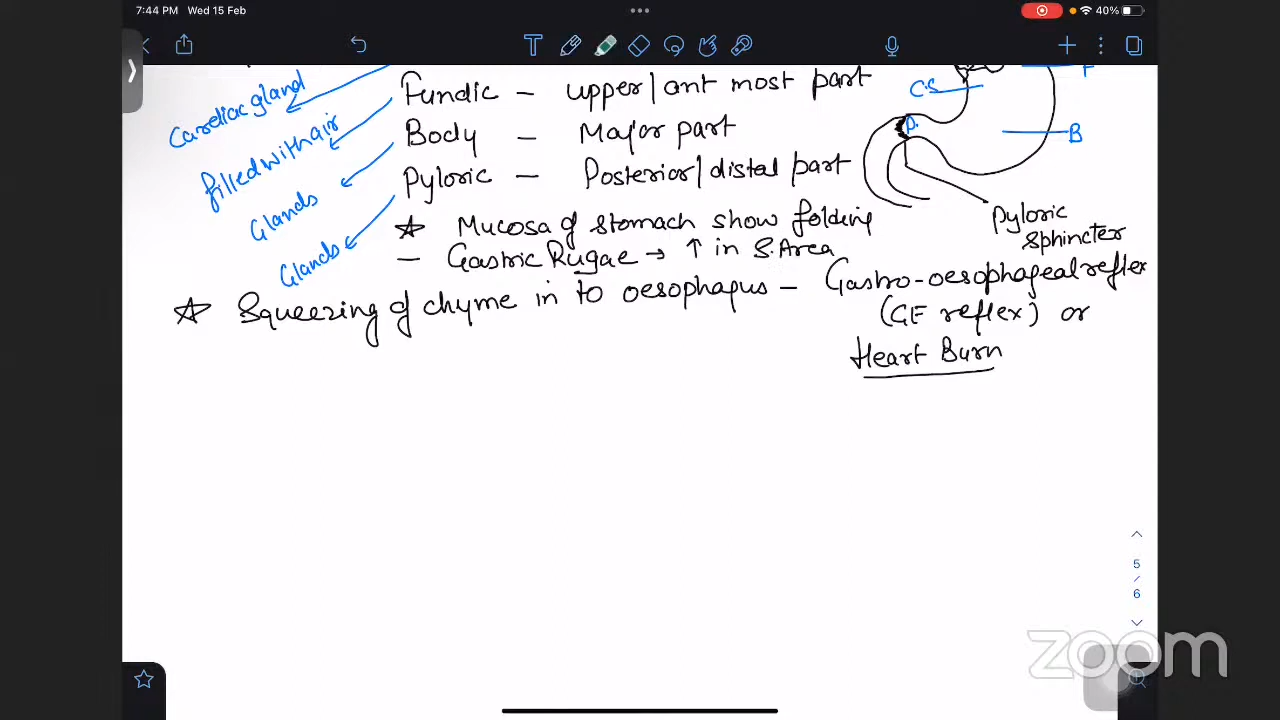 7:44 PM Wed 15 Feb
40%
Cardiac gland
Fundic - upper/ant most part
filled with air
Body - Major part
Glands
Pyloric - Posterior/distal part
Glands
☆ Mucosa of stomach show folding
- Gastric Rugae → ↑ in S.Area
☆ Squeezing of chyme in to oesophagus - Gastro-oesophageal reflex
(GE reflex) or
Heart Burn
F
C.S
P.
B
Pyloric
Sphincter
5
/
6
zoom